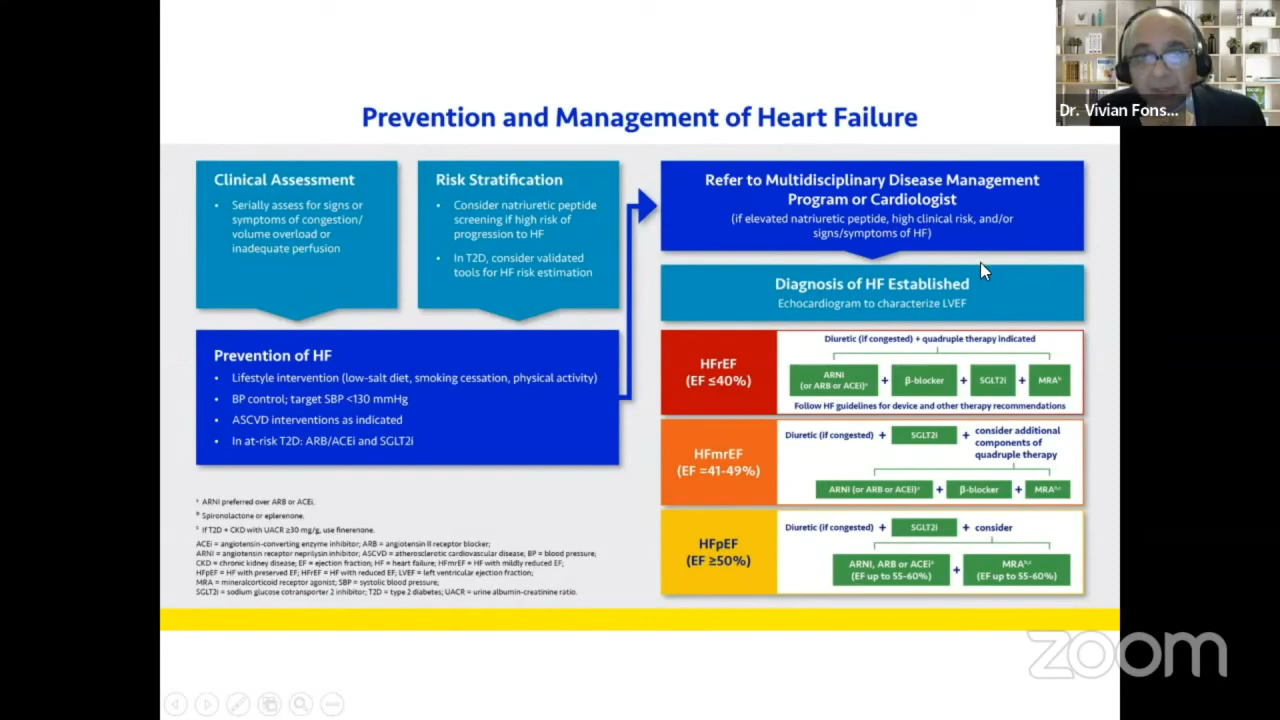 Dr. Vivian Fons...
Prevention and Management of Heart Failure
Clinical Assessment
• Serially assess for signs or
symptoms of congestion/
volume overload or
inadequate perfusion
Risk Stratification
• Consider natriuretic peptide
screening if high risk of
progression to HF
• In T2D, consider validated
tools for HF risk estimation
Prevention of HF
• Lifestyle intervention (low-salt diet, smoking cessation, physical activity)
• BP control; target SBP <130 mmHg
• ASCVD interventions as indicated
• In at-risk T2D: ARB/ACEi and SGLT2i
Refer to Multidisciplinary Disease Management
Program or Cardiologist
(if elevated natriuretic peptide, high clinical risk, and/or
signs/symptoms of HF)
Diagnosis of HF Established
Echocardiogram to characterize LVEF
HFrEF
(EF ≤40%)
Diuretic (if congested) + quadruple therapy indicated
ARNI
(or ARB or ACEi)ᵃ
+ β-blocker + SGLT2i + MRAᵇ
Follow HF guidelines for device and other therapy recommendations
HFmrEF
(EF =41-49%)
Diuretic (if congested) + SGLT2i + consider additional
components of
quadruple therapy
ARNI (or ARB or ACEi)ᵃ + β-blocker + MRAᵇ,ᶜ
HFpEF
(EF ≥50%)
Diuretic (if congested) + SGLT2i + consider
ARNI, ARB or ACEiᵃ
(EF up to 55-60%)
+
MRAᵇ,ᶜ
(EF up to 55-60%)
ᵃ ARNI preferred over ARB or ACEi.
ᵇ Spironolactone or eplerenone.
ᶜ If T2D + CKD with UACR ≥30 mg/g, use finerenone.
ACEi = angiotensin-converting enzyme inhibitor; ARB = angiotensin II receptor blocker;
ARNI = angiotensin receptor neprilysin inhibitor; ASCVD = atherosclerotic cardiovascular disease; BP = blood pressure;
CKD = chronic kidney disease; EF = ejection fraction; HF = heart failure; HFmrEF = HF with mildly reduced EF;
HFpEF = HF with preserved EF; HFrEF = HF with reduced EF; LVEF = left ventricular ejection fraction;
MRA = mineralcorticoid receptor agonist; SBP = systolic blood pressure;
SGLT2i = sodium glucose cotransporter 2 inhibitor; T2D = type 2 diabetes; UACR = urine albumin-creatinine ratio.
zoom